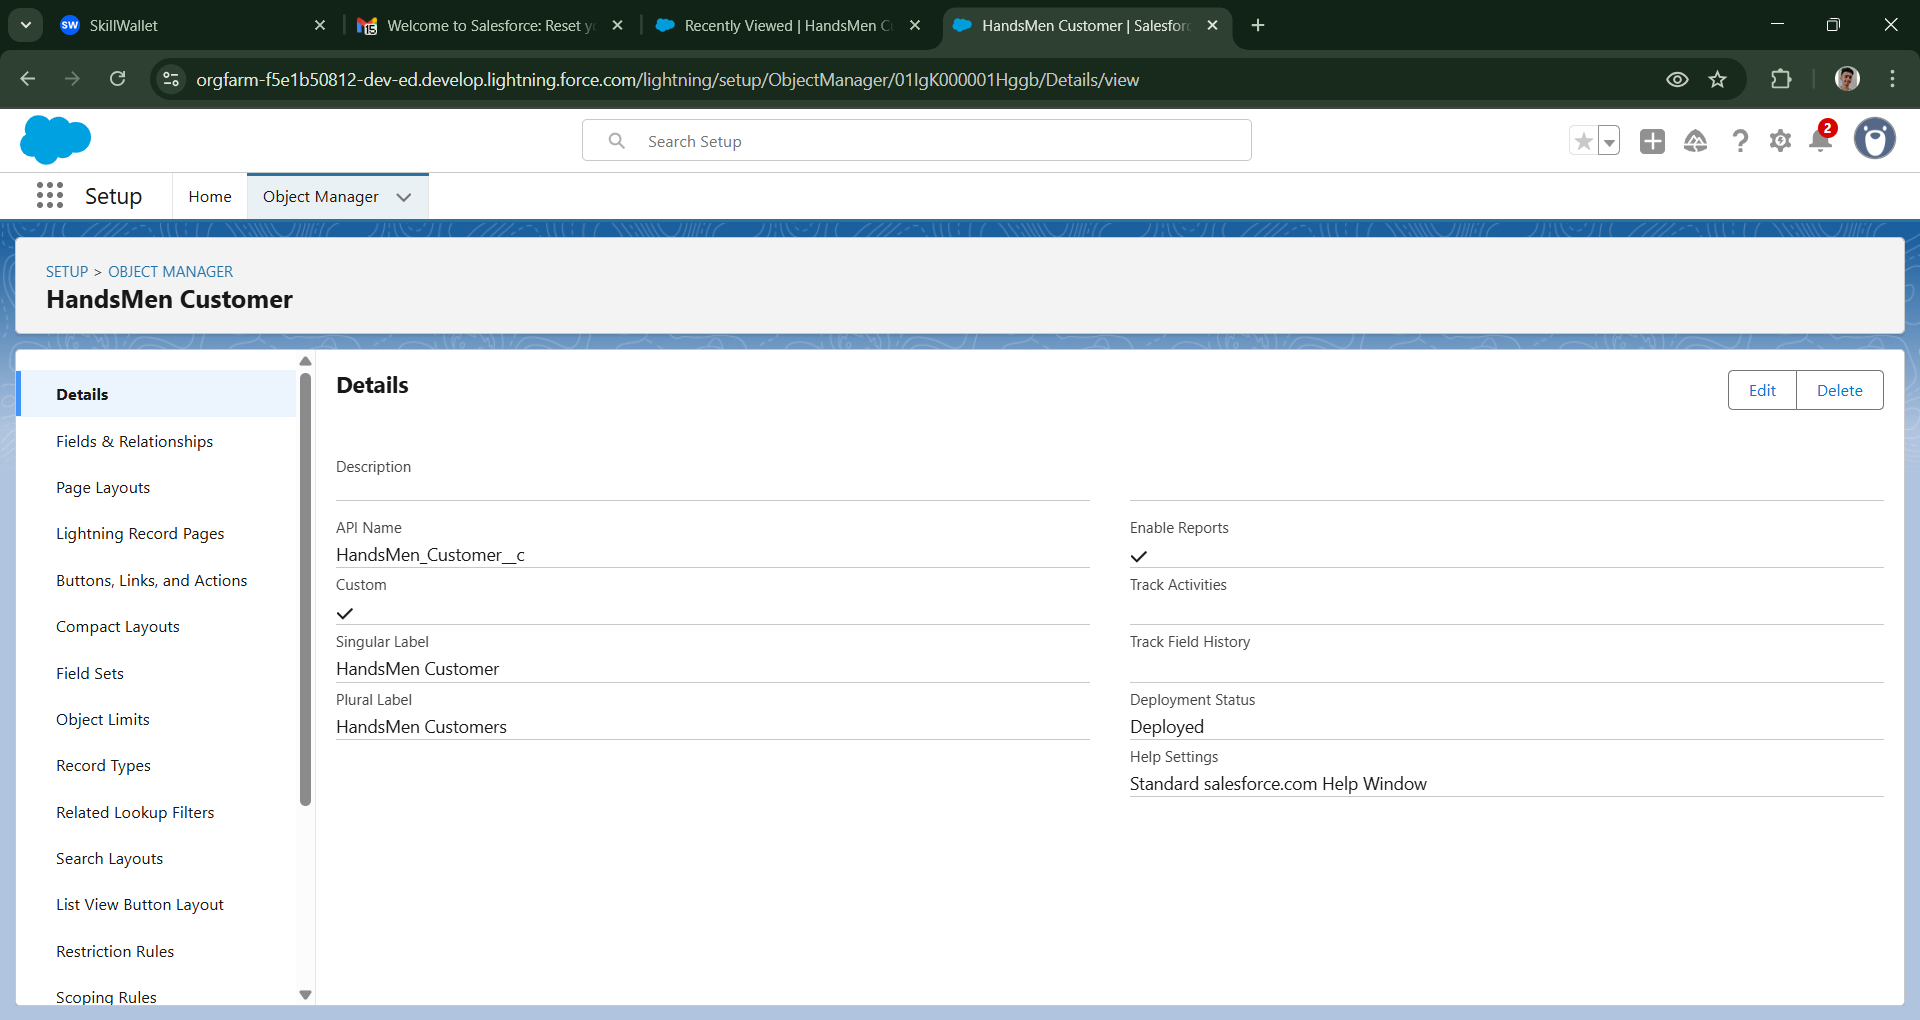 SW SkillWallet
15 Welcome to Salesforce: Reset yo
Recently Viewed | HandsMen Cu
HandsMen Customer | Salesforc
orgfarm-f5e1b50812-dev-ed.develop.lightning.force.com/lightning/setup/ObjectManager/01IgK000001Hggb/Details/view
Search Setup
2
Setup
Home
Object Manager
SETUP > OBJECT MANAGER
HandsMen Customer
Details
Fields & Relationships
Page Layouts
Lightning Record Pages
Buttons, Links, and Actions
Compact Layouts
Field Sets
Object Limits
Record Types
Related Lookup Filters
Search Layouts
List View Button Layout
Restriction Rules
Scoping Rules
Details
Edit
Delete
Description
API Name
HandsMen_Customer__c
Custom
Singular Label
HandsMen Customer
Plural Label
HandsMen Customers
Enable Reports
Track Activities
Track Field History
Deployment Status
Deployed
Help Settings
Standard salesforce.com Help Window